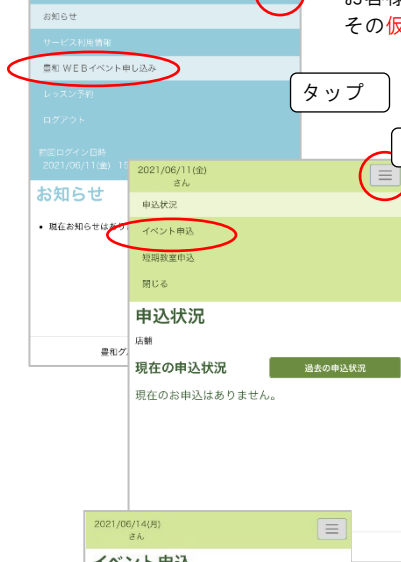 お客様
その仮
お知らせ
サービス利用情報
豊和 WEBイベント申し込み
レッスン予約
ログアウト
前回ログイン日時
2021/06/11(金) 15
タップ
お知らせ
• 現在お知らせはあり
豊和グ
2021/06/11(金)
さん
申込状況
イベント申込
短期教室申込
閉じる
申込状況
店舗
現在の申込状況
過去の申込状況
現在のお申込はありません。
2021/06/14(月)
さん
イベント申込